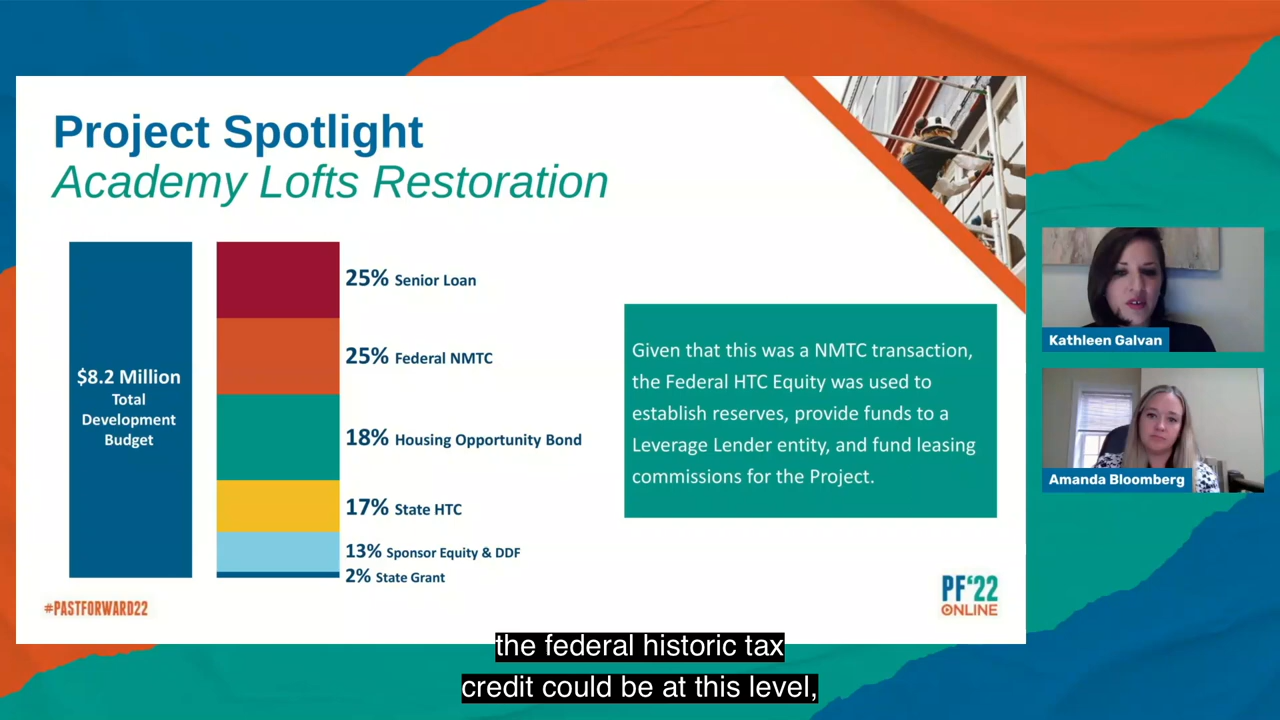 Project Spotlight
Academy Lofts Restoration
$8.2 Million
Total
Development
Budget
25% Senior Loan
25% Federal NMTC
18% Housing Opportunity Bond
17% State HTC
13% Sponsor Equity & DDF
2% State Grant
Given that this was a NMTC transaction,
the Federal HTC Equity was used to
establish reserves, provide funds to a
Leverage Lender entity, and fund leasing
commissions for the Project.
#PASTFORWARD22
PF‘22
ONLINE
Kathleen Galvan
Amanda Bloomberg
the federal historic tax
credit could be at this level,